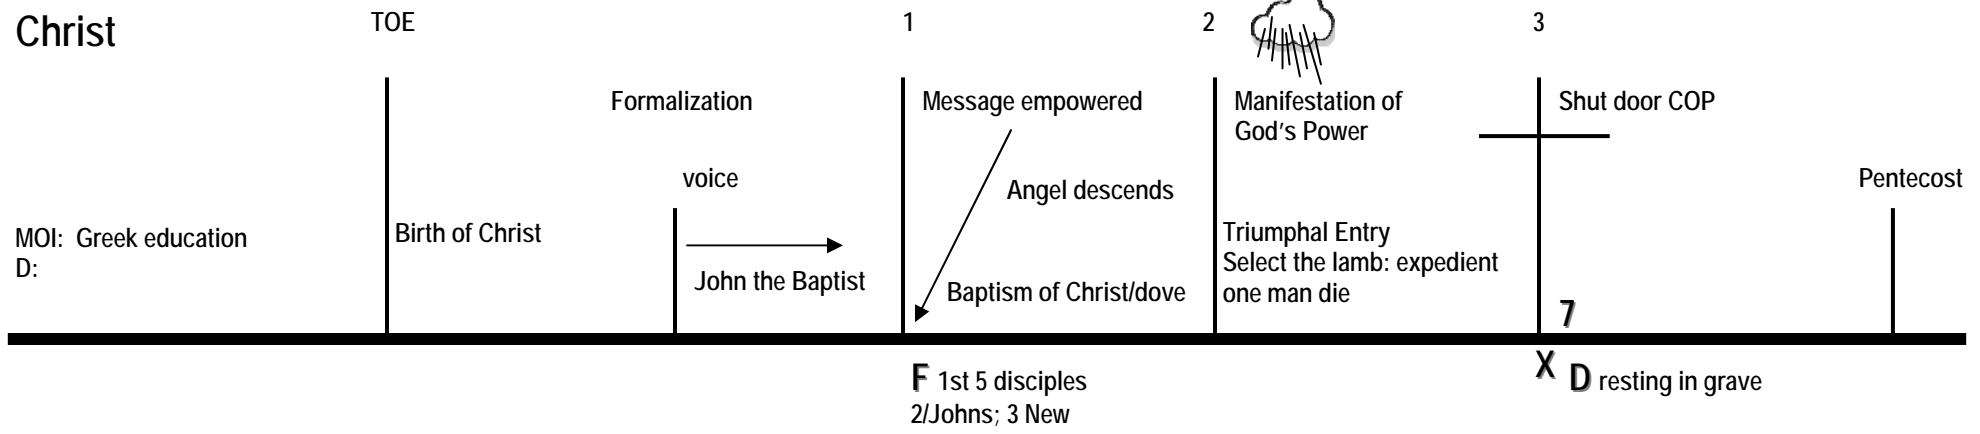 Christ
TOE
1
2
3
Formalization
Message empowered
Manifestation of
God's Power
Shut door COP
voice
Angel descends
Pentecost
MOI: Greek education
D:
Birth of Christ
John the Baptist
Baptism of Christ/dove
Triumphal Entry
Select the lamb: expedient
one man die
7
X
F 1st 5 disciples
2/Johns; 3 New
D resting in grave